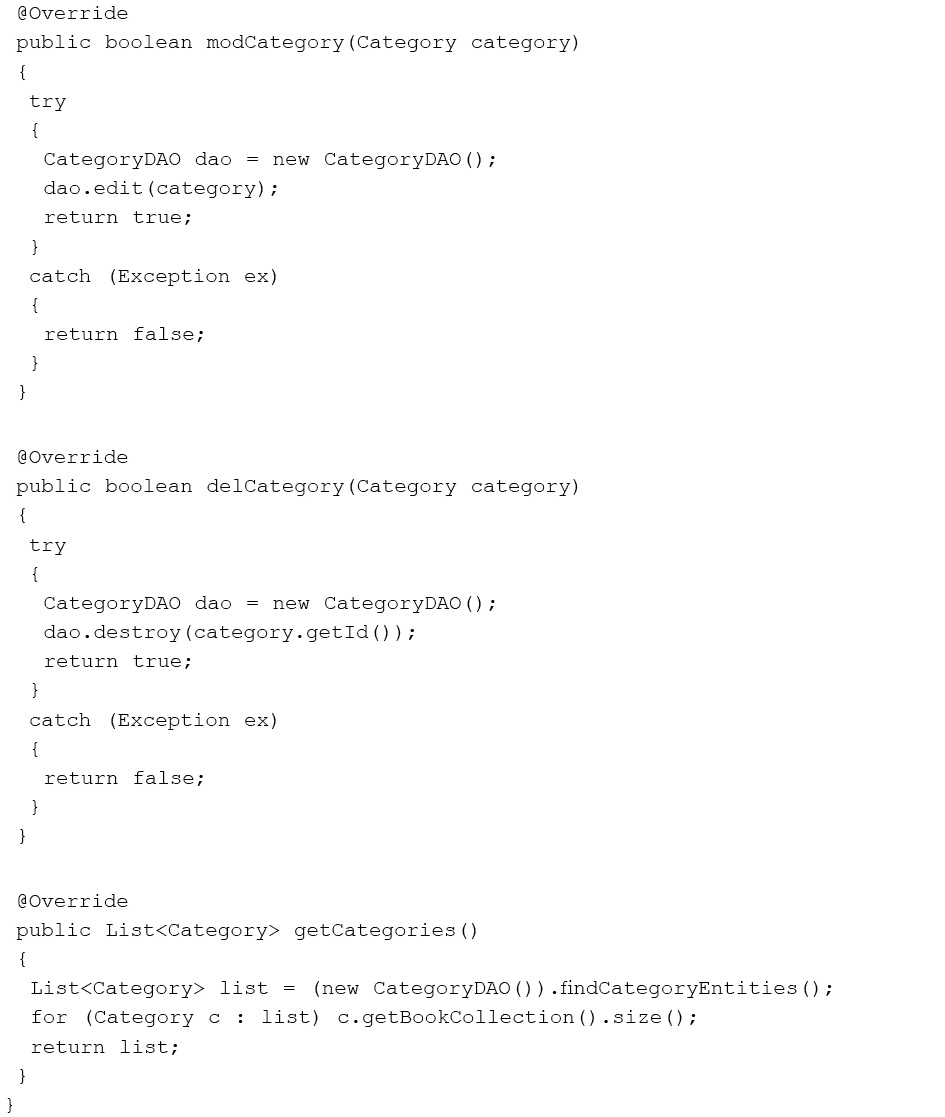 @Override
public boolean modCategory(Category category)
{
try
{
CategoryDAO dao = new CategoryDAO();
dao.edit(category);
return true;
}
catch (Exception ex)
{
return false;
}
}
@Override
public boolean delCategory(Category category)
{
try
{
CategoryDAO dao = new CategoryDAO();
dao.destroy(category.getId());
return true;
}
catch (Exception ex)
{
return false;
}
}
@Override
public List<Category> getCategories()
{
List<Category> list = (new CategoryDAO()).findCategoryEntities();
for (Category c : list) c.getBookCollection().size();
return list;
}
}